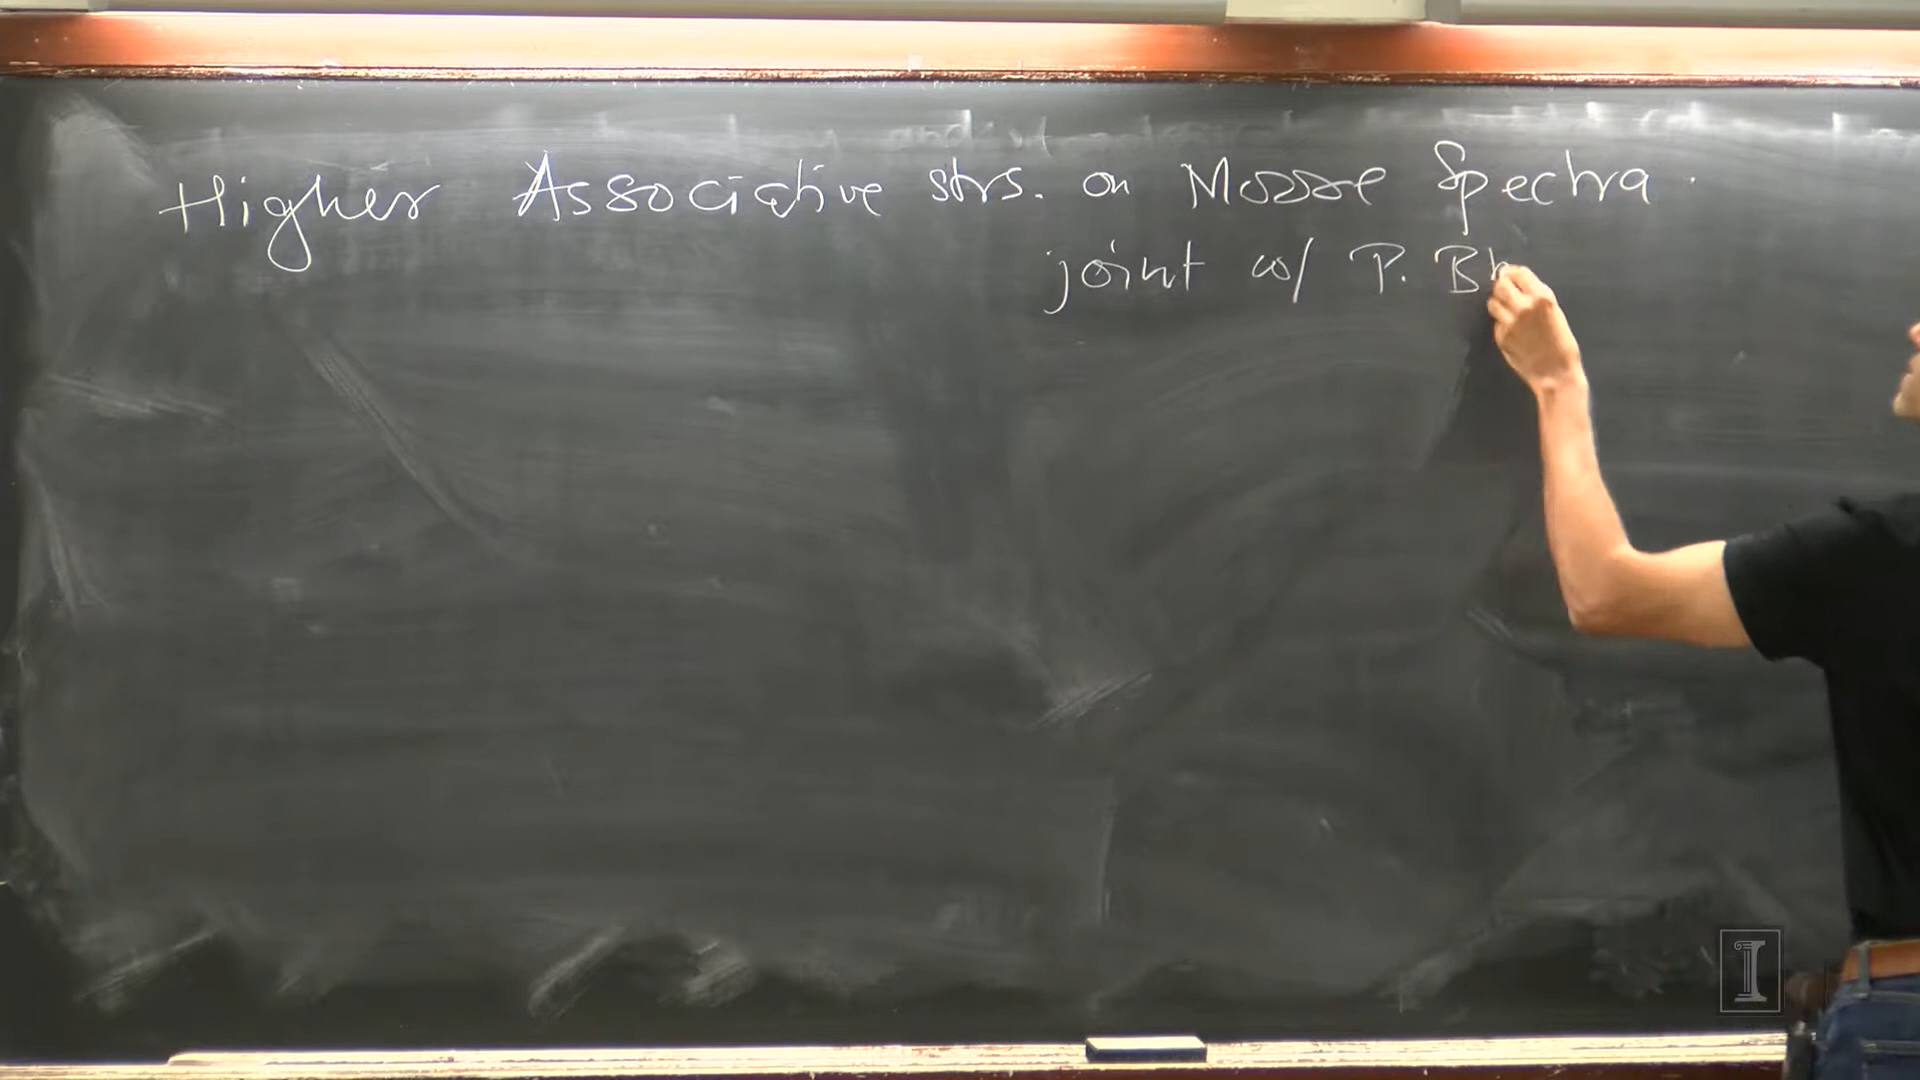 Higher Associative strs. on Moore Spectra.
joint w/ P. Bh